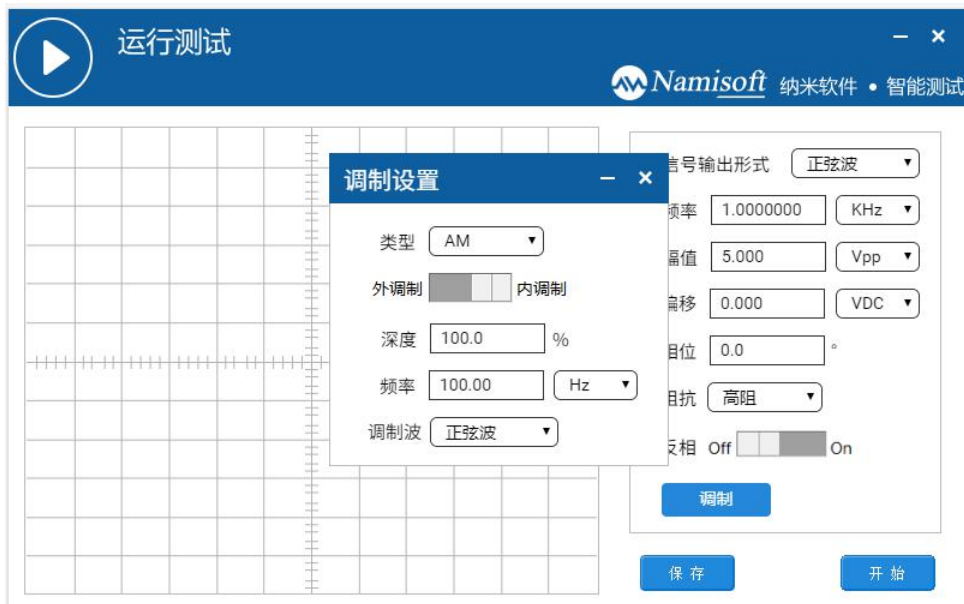 运行测试
Namisoft 纳米软件 • 智能测试
调制设置
类型 AM
外调制 内调制
深度 100.0 %
频率 100.00 Hz
调制波 正弦波
信号输出形式 正弦波
频率 1.0000000 KHz
幅值 5.000 Vpp
偏移 0.000 VDC
相位 0.0 °
阻抗 高阻
反相 Off On
调制
保存
开始